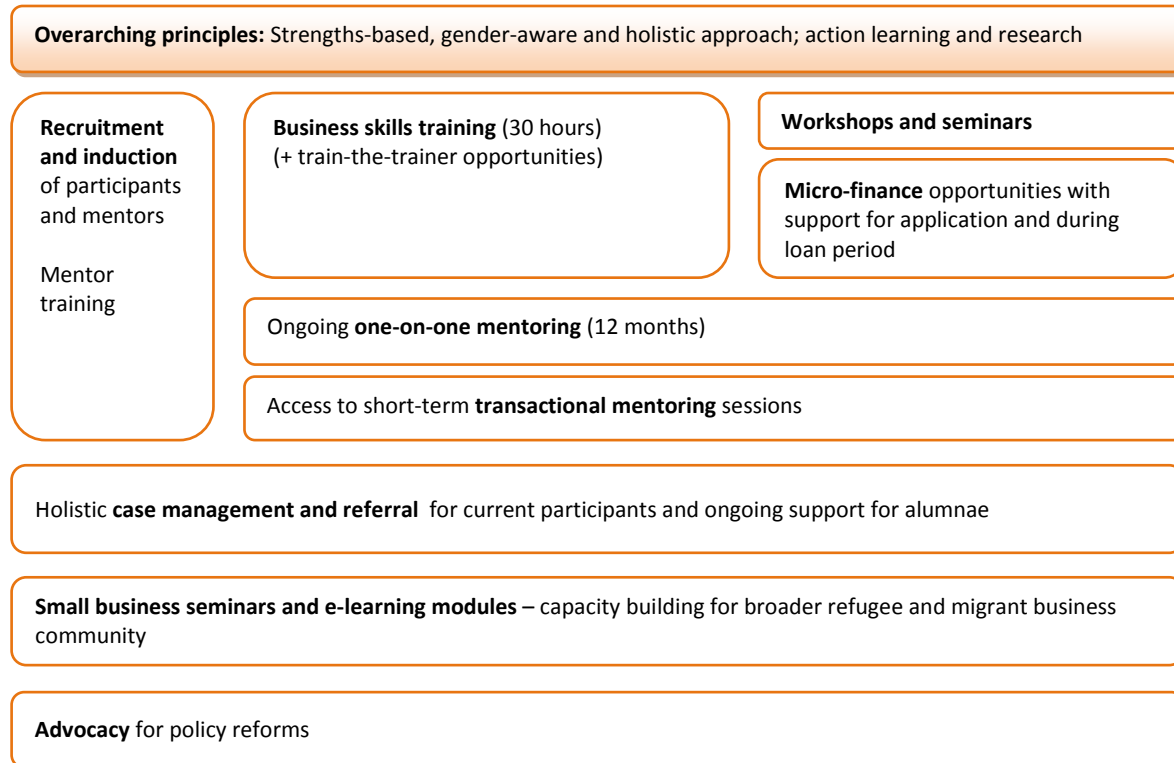 Overarching principles: Strengths-based, gender-aware and holistic approach; action learning and research
Recruitment
and induction
of participants
and mentors
Mentor
training
Business skills training (30 hours)
(+ train-the-trainer opportunities)
Workshops and seminars
Micro-finance opportunities with
support for application and during
loan period
Ongoing one-on-one mentoring (12 months)
Access to short-term transactional mentoring sessions
Holistic case management and referral for current participants and ongoing support for alumnae
Small business seminars and e-learning modules – capacity building for broader refugee and migrant business
community
Advocacy for policy reforms